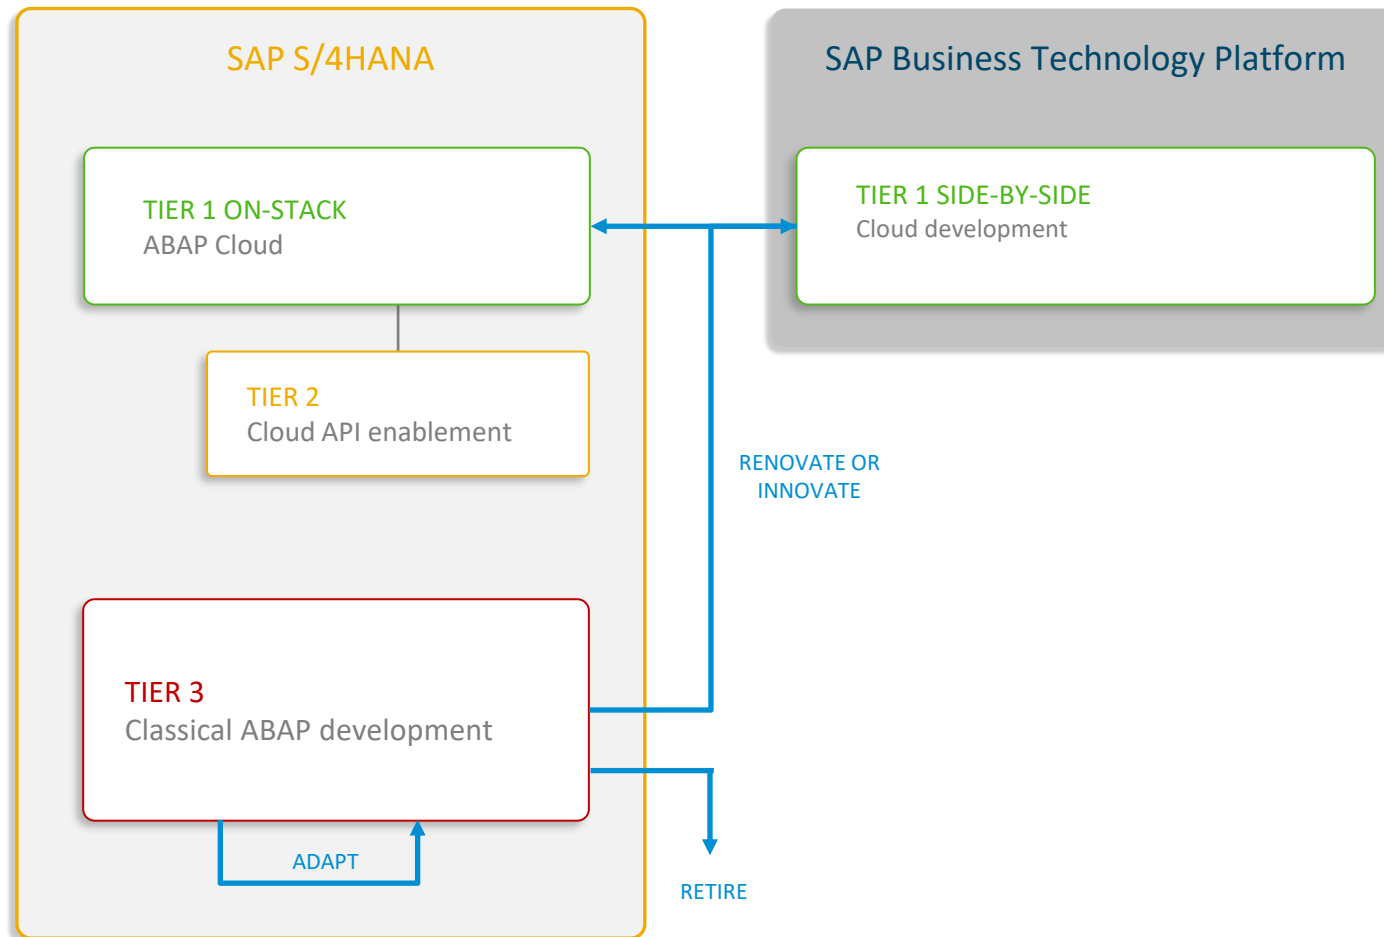 SAP S/4HANA
SAP Business Technology Platform
TIER 1 ON-STACK
ABAP Cloud
TIER 1 SIDE-BY-SIDE
Cloud development
TIER 2
Cloud API enablement
RENOVATE OR
INNOVATE
TIER 3
Classical ABAP development
ADAPT
RETIRE